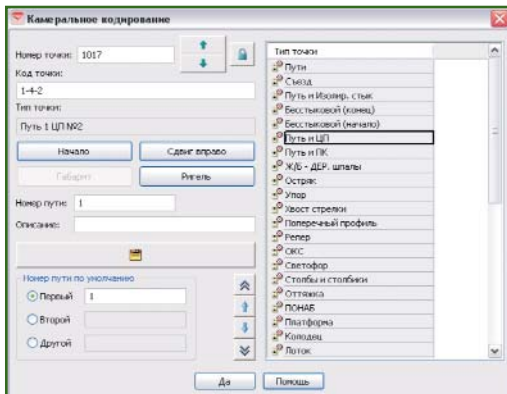 Камеральное кодирование
Номер точки: 1017
Код точки:
1-4-2
Тип точки:
Путь 1 ЦП №2
Начало
Сдвиг вправо
Габарит
Ригель
Номер пути: 1
Описание:
Номер пути по умолчанию
Первый 1
Второй
Другой
Тип точки
Пути
Съезд
Путь и Изолир. стык
Бесстыковой (конец)
Бесстыковой (начало)
Путь и ЦП
Путь и ПК
Ж/Б - ДЕР. шпалы
Остряк
Упор
Хвост стрелки
Поперечный профиль
Репер
ОКС
Светофор
Столбы и столбики
Оттяжка
ПОНАБ
Платформа
Колодец
Лоток
Да
Помощь